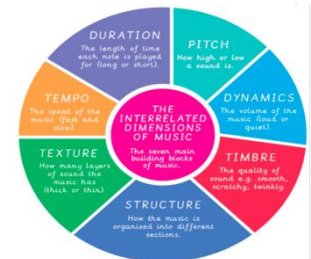 DURATION
The length of time
each note is played
for (long or short).
PITCH
How high or low
a sound is.
DYNAMICS
The volume of the
music (loud or
quiet).
TIMBRE
The quality of
sound e.g. smooth,
scratchy, twinkly.
STRUCTURE
How the music is
organised into different
sections.
TEXTURE
How many layers
of sound the
music has
(thick or thin).
TEMPO
The speed of the
music (fast and
slow).
THE
INTERRELATED
DIMENSIONS
OF MUSIC
The seven main
building blocks
of music.